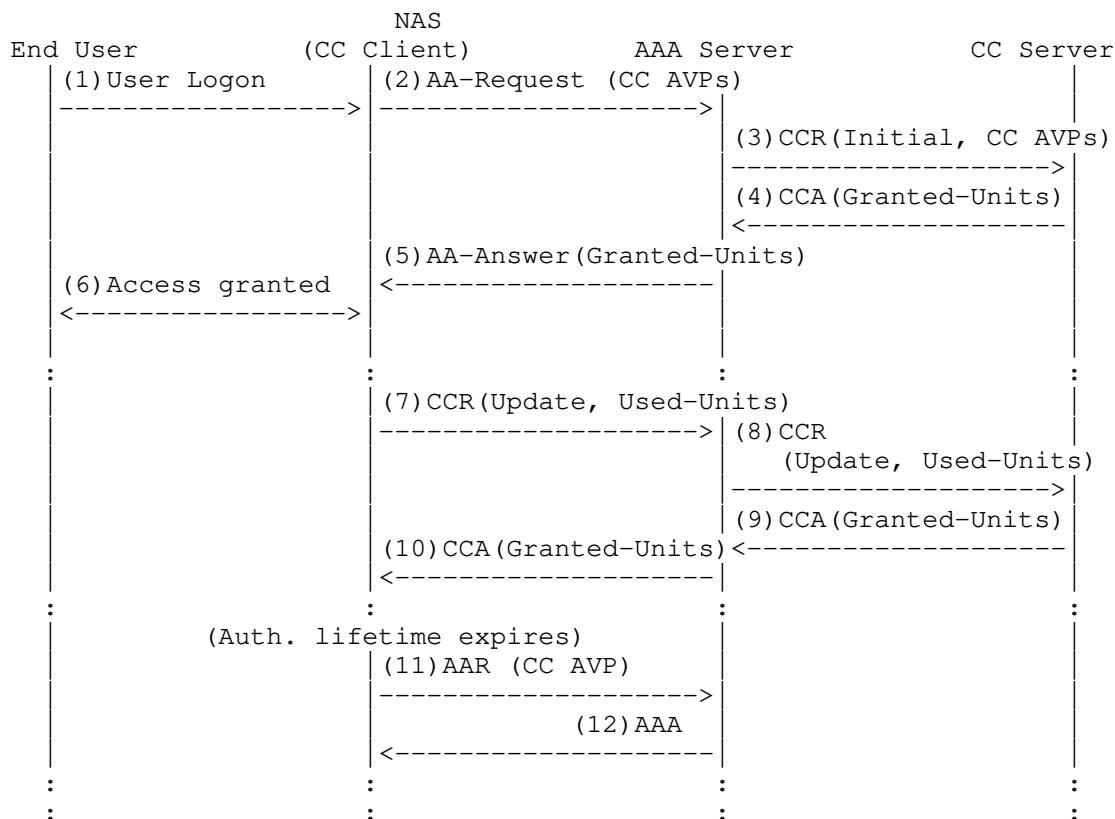 NAS
End User (CC Client) AAA Server CC Server
(1)User Logon (2)AA-Request (CC AVPs)
(3)CCR(Initial, CC AVPs)
(4)CCA(Granted-Units)
(5)AA-Answer(Granted-Units)
(6)Access granted
(7)CCR(Update, Used-Units)
(8)CCR
(Update, Used-Units)
(9)CCA(Granted-Units)
(10)CCA(Granted-Units)
(Auth. lifetime expires)
(11)AAR (CC AVP)
(12)AAA